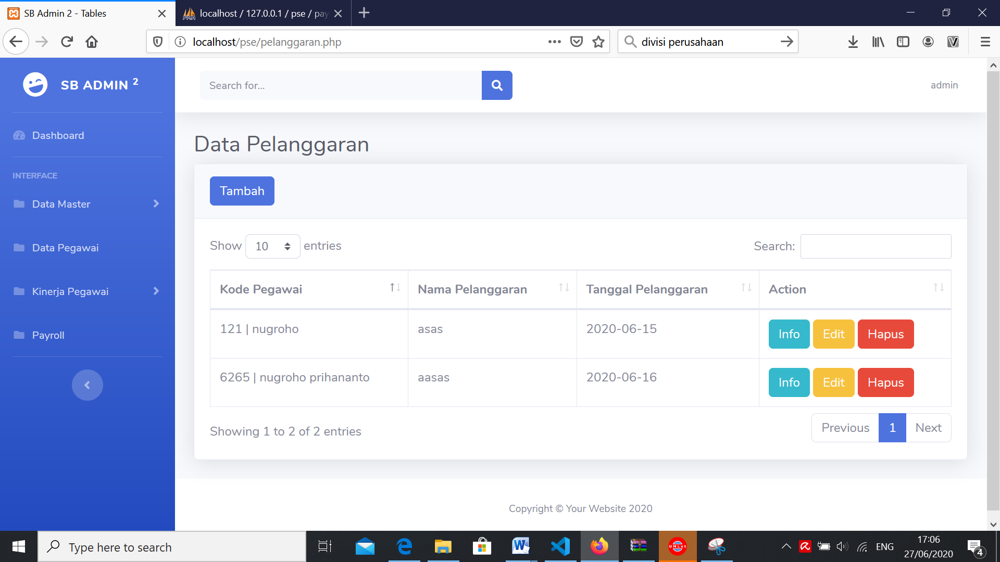 SB Admin 2 - Tables
localhost / 127.0.0.1 / pse / pay
localhost/pse/pelanggaran.php
divisi perusahaan
SB ADMIN 2
Search for...
admin
Dashboard
INTERFACE
Data Master
Data Pegawai
Kinerja Pegawai
Payroll
Data Pelanggaran
Tambah
Show 10 entries
Search:
Kode Pegawai Nama Pelanggaran Tanggal Pelanggaran Action
121 | nugroho asas 2020-06-15 Info Edit Hapus
6265 | nugroho prihananto aasas 2020-06-16 Info Edit Hapus
Showing 1 to 2 of 2 entries
Previous 1 Next
Copyright © Your Website 2020
Type here to search
UMLet
ENG
17:06
27/06/2020
4